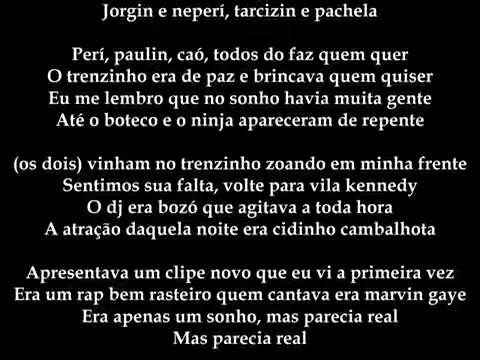 Jorgin e neperí, tarcizin e pachela
Perí, paulin, caó, todos do faz quem quer
O trenzinho era de paz e brincava quem quiser
Eu me lembro que no sonho havia muita gente
Até o boteco e o ninja apareceram de repente
(os dois) vinham no trenzinho zoando em minha frente
Sentimos sua falta, volte para vila kennedy
O dj era bozó que agitava a toda hora
A atração daquela noite era cidinho cambalhota
Apresentava um clipe novo que eu vi a primeira vez
Era um rap bem rasteiro quem cantava era marvin gaye
Era apenas um sonho, mas parecia real
Mas parecia real